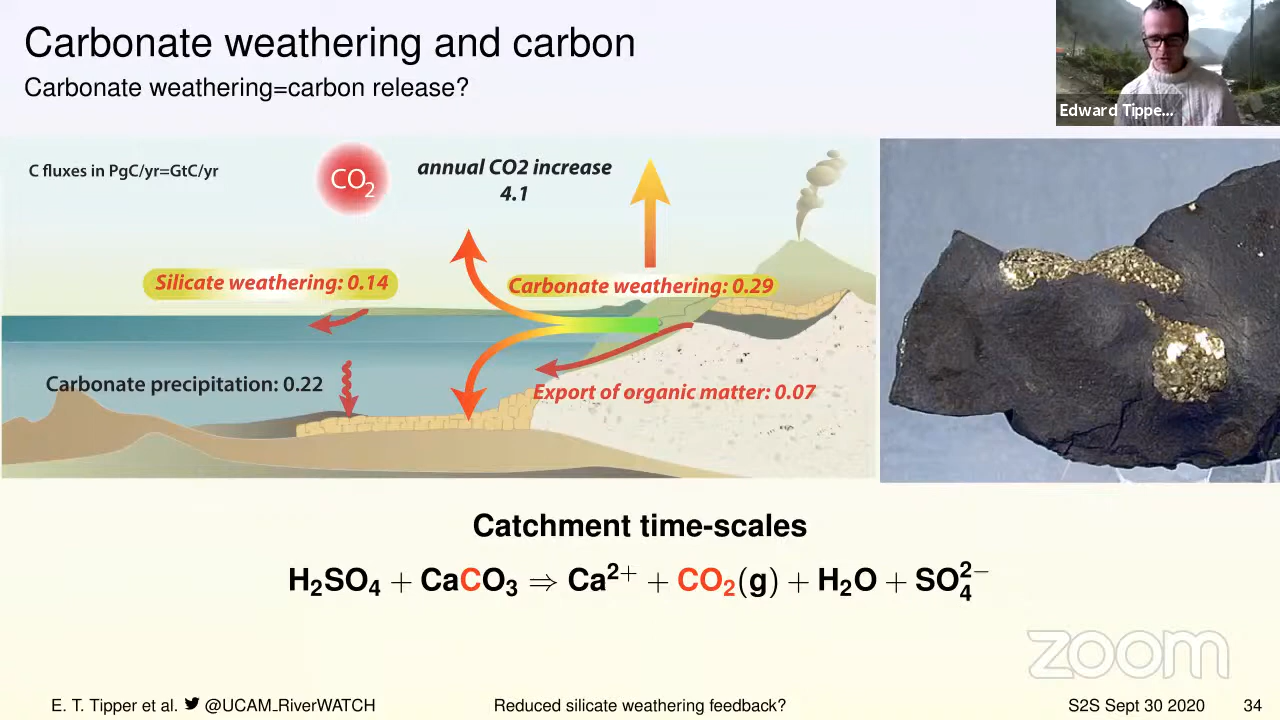 Carbonate weathering and carbon
Carbonate weathering=carbon release?
Edward Tippe...
C fluxes in PgC/yr=GtC/yr
CO2
annual CO2 increase
4.1
Silicate weathering: 0.14
Carbonate weathering: 0.29
Carbonate precipitation: 0.22
Export of organic matter: 0.07
Catchment time-scales
H₂SO₄ + CaCO₃ ⇒ Ca²⁺ + CO₂(g) + H₂O + SO₄²⁻
zoom
E. T. Tipper et al. @UCAM_RiverWATCH
Reduced silicate weathering feedback?
S2S Sept 30 2020
34